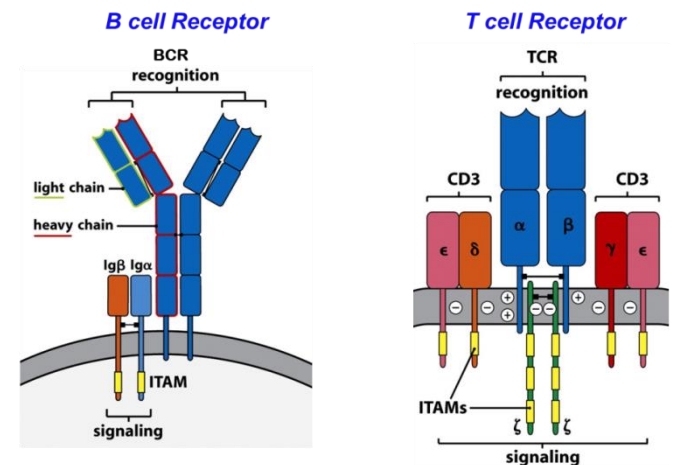 B cell Receptor
BCR
recognition
light chain
heavy chain
Igβ Igα
ITAM
signaling
T cell Receptor
TCR
recognition
CD3
CD3
ε
δ
α
β
γ
ε
− − + + − − + − −
ITAMs
ζ
ζ
signaling